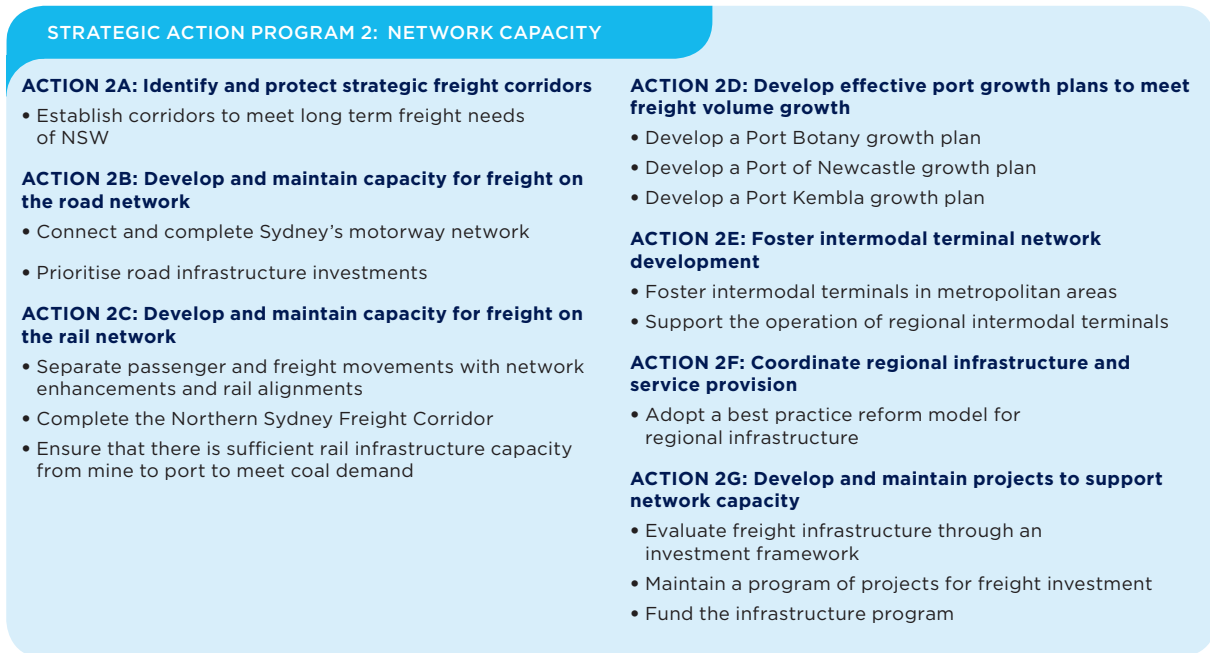 STRATEGIC ACTION PROGRAM 2: NETWORK CAPACITY
ACTION 2A: Identify and protect strategic freight corridors
• Establish corridors to meet long term freight needs
of NSW
ACTION 2B: Develop and maintain capacity for freight on
the road network
• Connect and complete Sydney’s motorway network
• Prioritise road infrastructure investments
ACTION 2C: Develop and maintain capacity for freight on
the rail network
• Separate passenger and freight movements with network
enhancements and rail alignments
• Complete the Northern Sydney Freight Corridor
• Ensure that there is sufficient rail infrastructure capacity
from mine to port to meet coal demand
ACTION 2D: Develop effective port growth plans to meet
freight volume growth
• Develop a Port Botany growth plan
• Develop a Port of Newcastle growth plan
• Develop a Port Kembla growth plan
ACTION 2E: Foster intermodal terminal network
development
• Foster intermodal terminals in metropolitan areas
• Support the operation of regional intermodal terminals
ACTION 2F: Coordinate regional infrastructure and
service provision
• Adopt a best practice reform model for
regional infrastructure
ACTION 2G: Develop and maintain projects to support
network capacity
• Evaluate freight infrastructure through an
investment framework
• Maintain a program of projects for freight investment
• Fund the infrastructure program